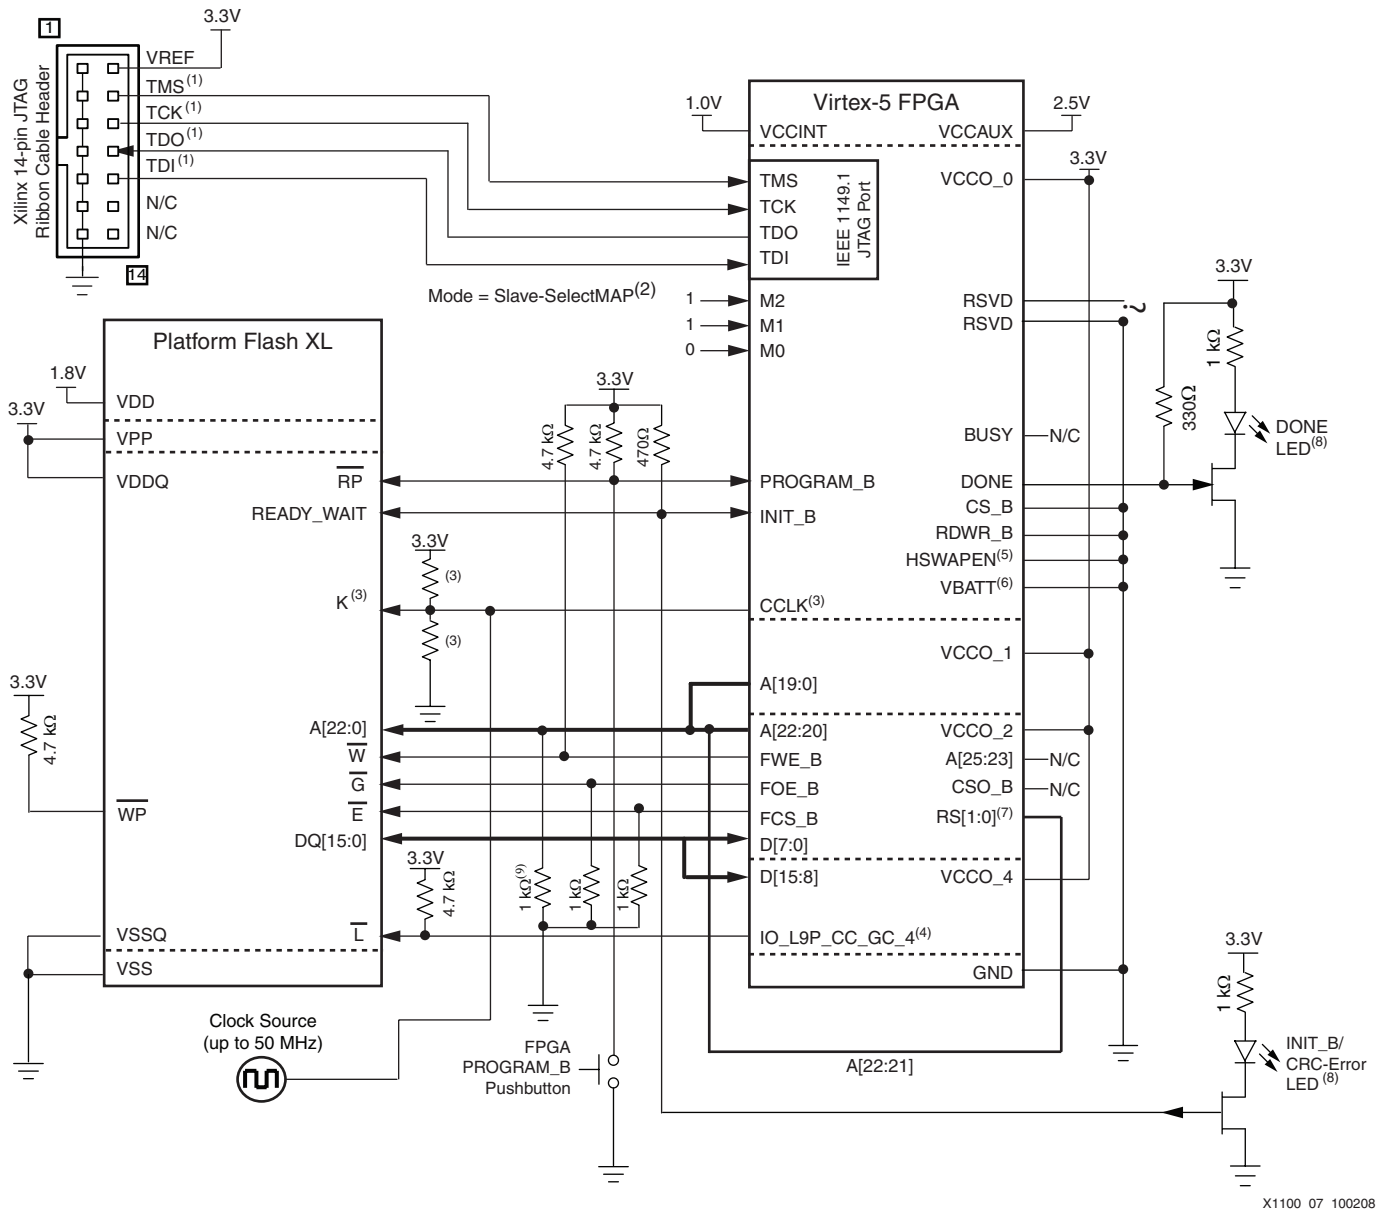 1
3.3V
VREF
TMS(1)
TCK(1)
TDO(1)
TDI(1)
N/C
N/C
Xilinx 14-pin JTAG
Ribbon Cable Header
14
Virtex-5 FPGA
1.0V
VCCINT
VCCAUX
2.5V
3.3V
VCCO_0
TMS
TCK
TDO
TDI
IEEE 1149.1
JTAG Port
Mode = Slave-SelectMAP(2)
1
M2
1
M1
0
M0
RSVD
RSVD
3.3V
1 kΩ
330Ω
DONE
LED(8)
Platform Flash XL
1.8V
VDD
3.3V
VPP
VDDQ
RP
READY_WAIT
3.3V
4.7 kΩ
4.7 kΩ
470Ω
PROGRAM_B
INIT_B
BUSY
N/C
DONE
CS_B
RDWR_B
HSWAPEN(5)
VBATT(6)
3.3V
(3)
(3)
K(3)
CCLK(3)
VCCO_1
A[19:0]
3.3V
4.7 kΩ
WP
A[22:0]
W
G
E
DQ[15:0]
A[22:20]
FWE_B
FOE_B
FCS_B
D[7:0]
D[15:8]
VCCO_2
A[25:23]
N/C
CSO_B
N/C
RS[1:0](7)
VCCO_4
3.3V
4.7 kΩ
1 kΩ(9)
1 kΩ
1 kΩ
VSSQ
L
VSS
IO_L9P_CC_GC_4(4)
GND
Clock Source
(up to 50 MHz)
FPGA
PROGRAM_B
Pushbutton
A[22:21]
3.3V
1 kΩ
INIT_B/
CRC-Error
LED (8)
X1100_07_100208